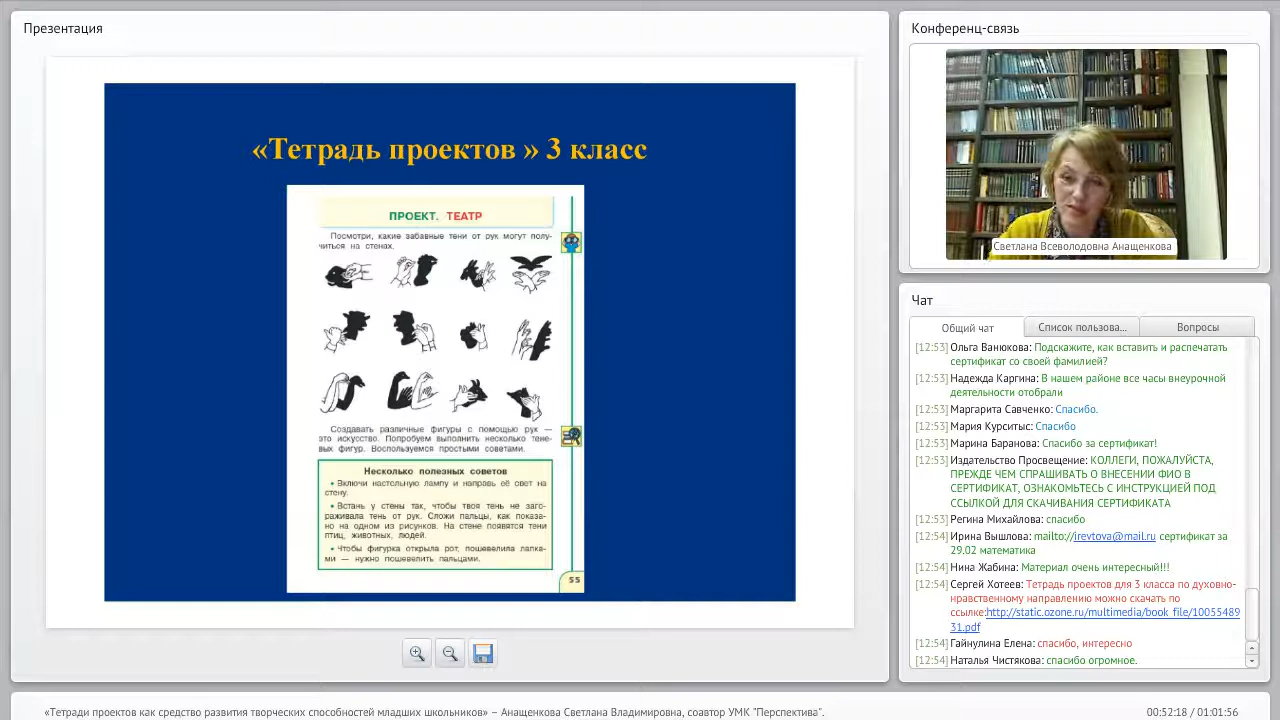 Презентация
«Тетрадь проектов » 3 класс
ПРОЕКТ. ТЕАТР
Посмотри, какие забавные тени от рук могут полу-
читься на стенах.
Создавать различные фигуры с помощью рук —
это искусство. Попробуем выполнить несколько тене-
вых фигур. Воспользуемся простыми советами.
Несколько полезных советов
• Включи настольную лампу и направь её свет на
стену.
• Встань у стены так, чтобы твоя тень не заго-
раживала тень от рук. Сложи пальцы, как показа-
но на одном из рисунков. На стене появятся тени
птиц, животных, людей.
• Чтобы фигурка открыла рот, пошевелила лапка-
ми — нужно пошевелить пальцами.
55
Конференц-связь
Светлана Всеволодовна Анащенкова
Чат
Общий чат
Список пользова...
Вопросы
[12:53] Ольга Ванюкова: Подскажите, как вставить и распечатать
сертификат со своей фамилией?
[12:53] Надежда Каргина: В нашем районе все часы внеурочной
деятельности отобрали
[12:53] Маргарита Савченко: Спасибо.
[12:53] Мария Курситыс: Спасибо
[12:53] Марина Баранова: Спасибо за сертификат!
[12:53] Издательство Просвещение: КОЛЛЕГИ, ПОЖАЛУЙСТА,
ПРЕЖДЕ ЧЕМ СПРАШИВАТЬ О ВНЕСЕНИИ ФИО В
СЕРТИФИКАТ, ОЗНАКОМЬТЕСЬ С ИНСТРУКЦИЕЙ ПОД
ССЫЛКОЙ ДЛЯ СКАЧИВАНИЯ СЕРТИФИКАТА
[12:53] Регина Михайлова: спасибо
[12:54] Ирина Вышлова: mailto://irevtova@mail.ru сертификат за
29.02 математика
[12:54] Нина Жабина: Материал очень интересный!!!
[12:54] Сергей Хотеев: Тетрадь проектов для 3 класса по духовно-
нравственному направлению можно скачать по
ссылке:http://static.ozone.ru/multimedia/book_file/10055489
31.pdf
[12:54] Гайнулина Елена: спасибо, интересно
[12:54] Наталья Чистякова: спасибо огромное.
«Тетради проектов как средство развития творческих способностей младших школьников» – Анащенкова Светлана Владимировна, соавтор УМК "Перспектива".
00:52:18 / 01:01:56